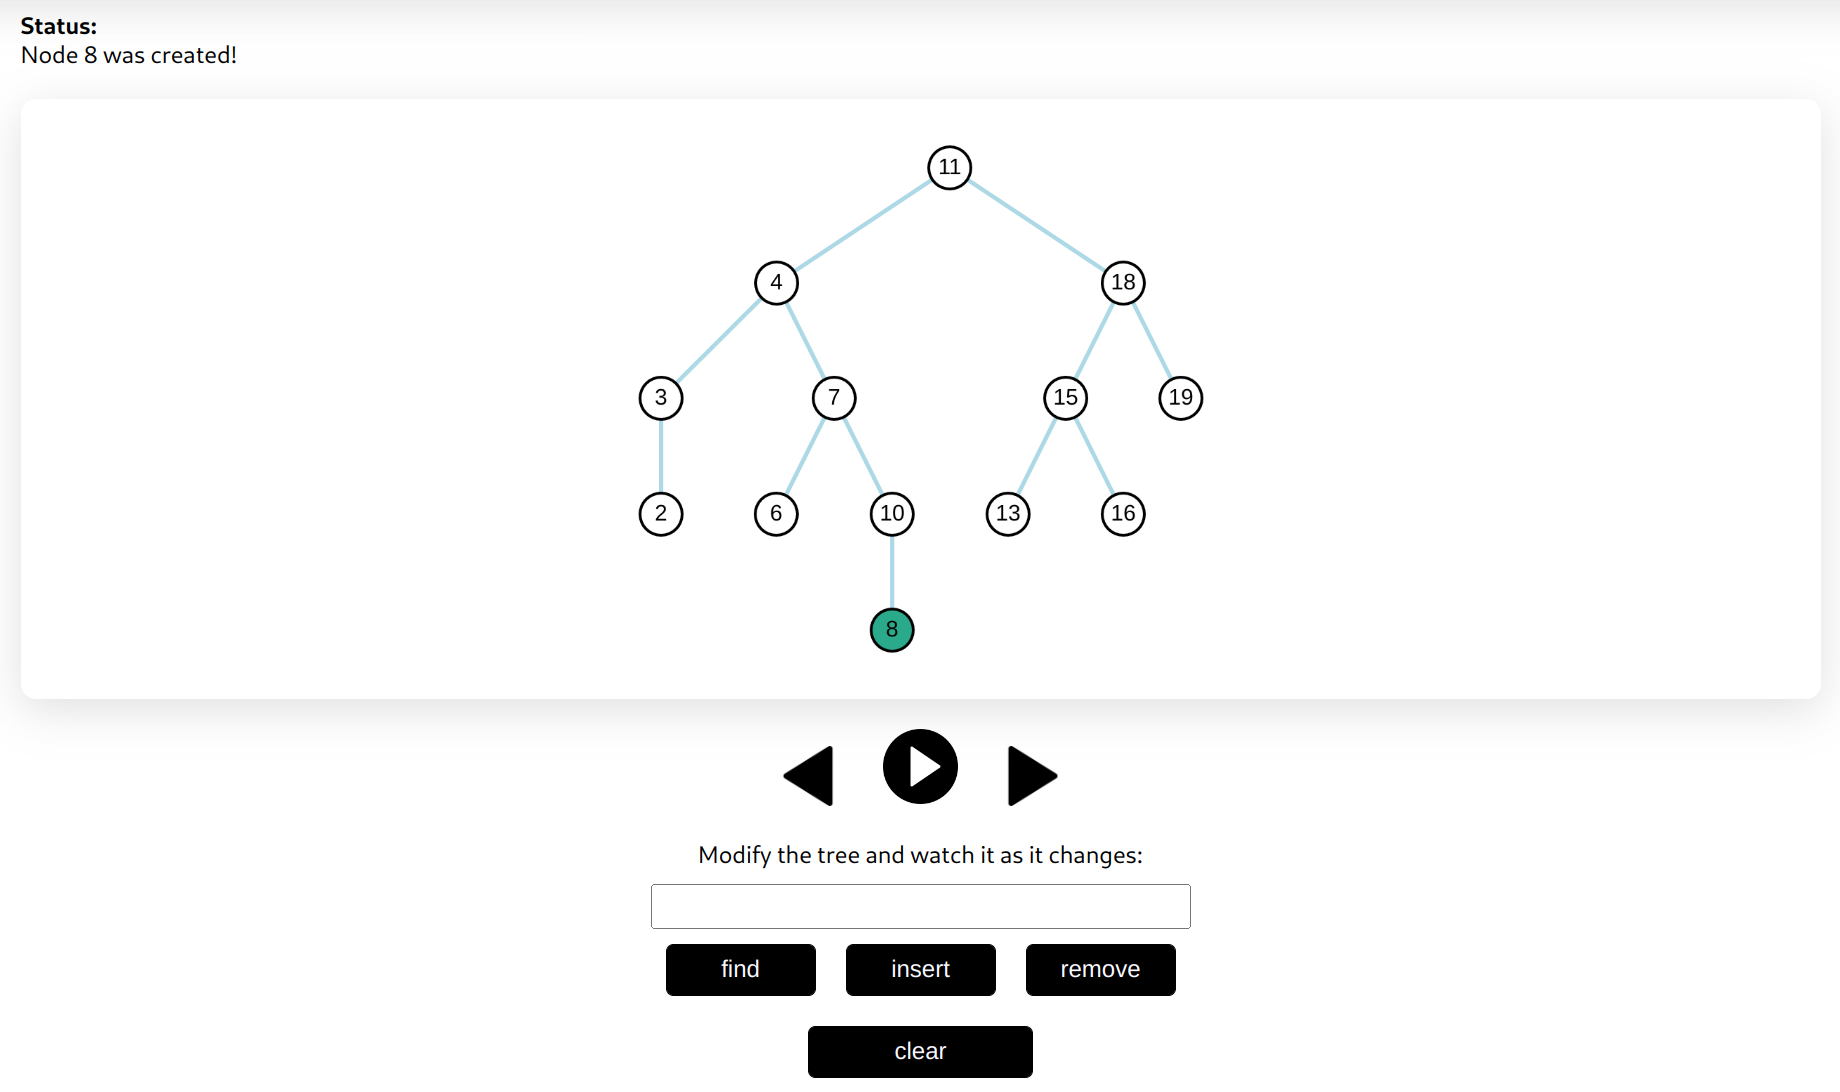 Status:
Node 8 was created!
11
4
18
3
7
15
19
2
6
10
13
16
8
Modify the tree and watch it as it changes:
find
insert
remove
clear